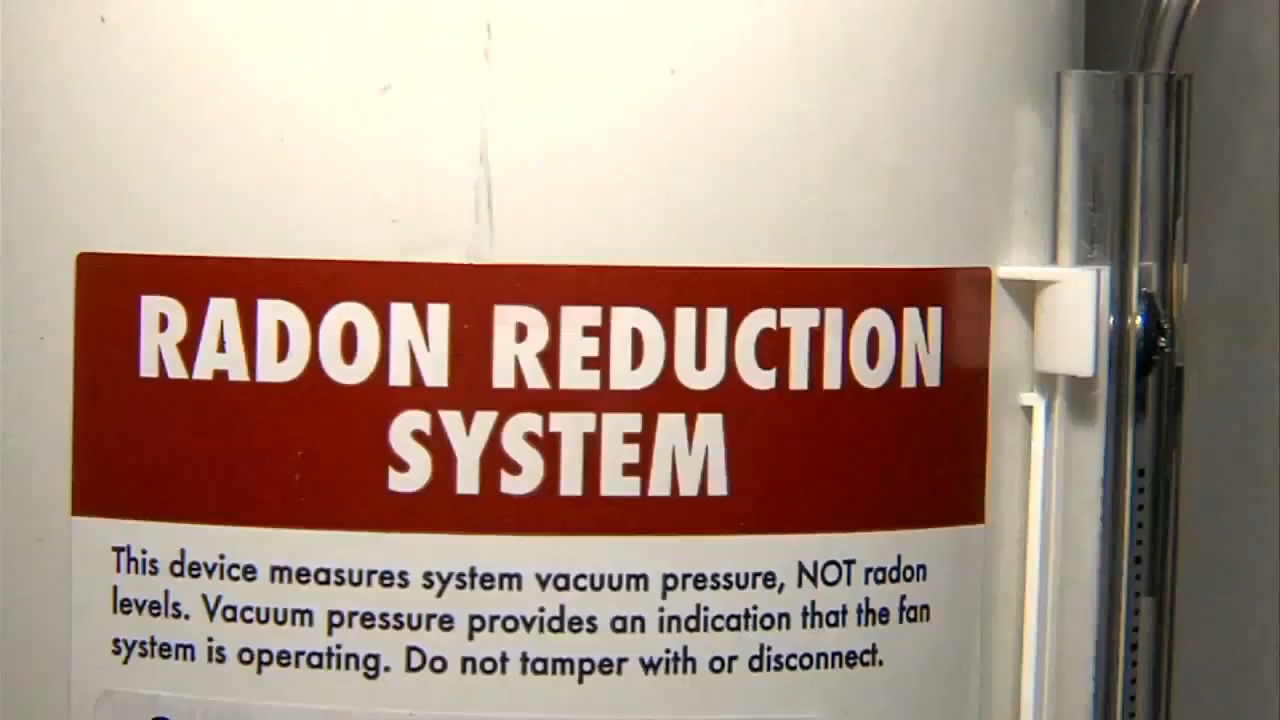 RADON REDUCTION
SYSTEM
This device measures system vacuum pressure, NOT radon
levels. Vacuum pressure provides an indication that the fan
system is operating. Do not tamper with or disconnect.